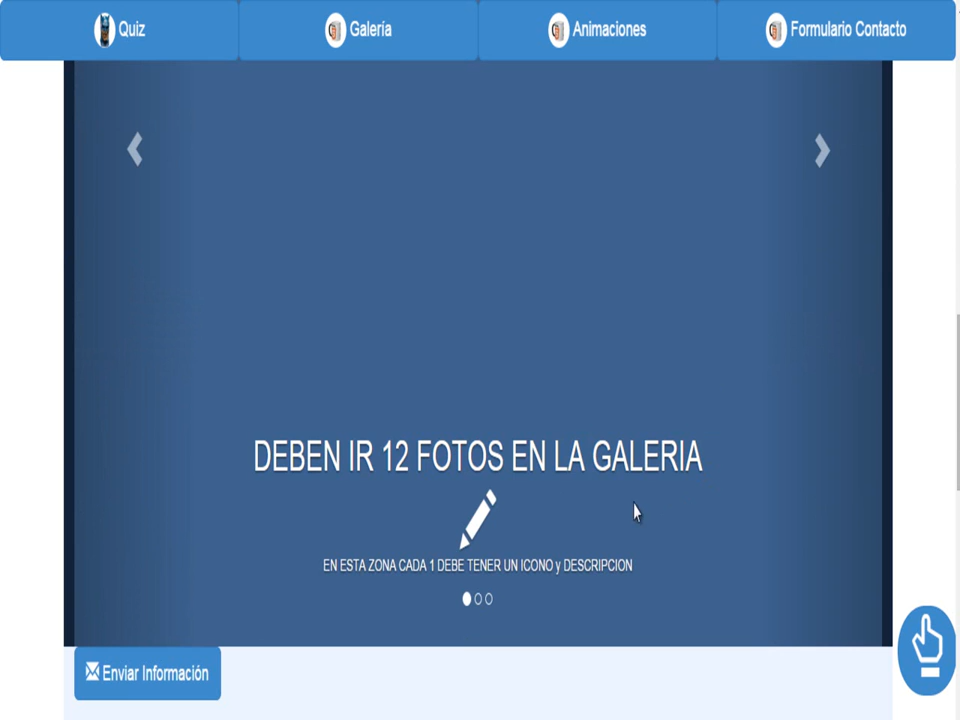 Quiz
Galería
Animaciones
Formulario Contacto
DEBEN IR 12 FOTOS EN LA GALERIA
EN ESTA ZONA CADA 1 DEBE TENER UN ICONO y DESCRIPCION
Enviar Información